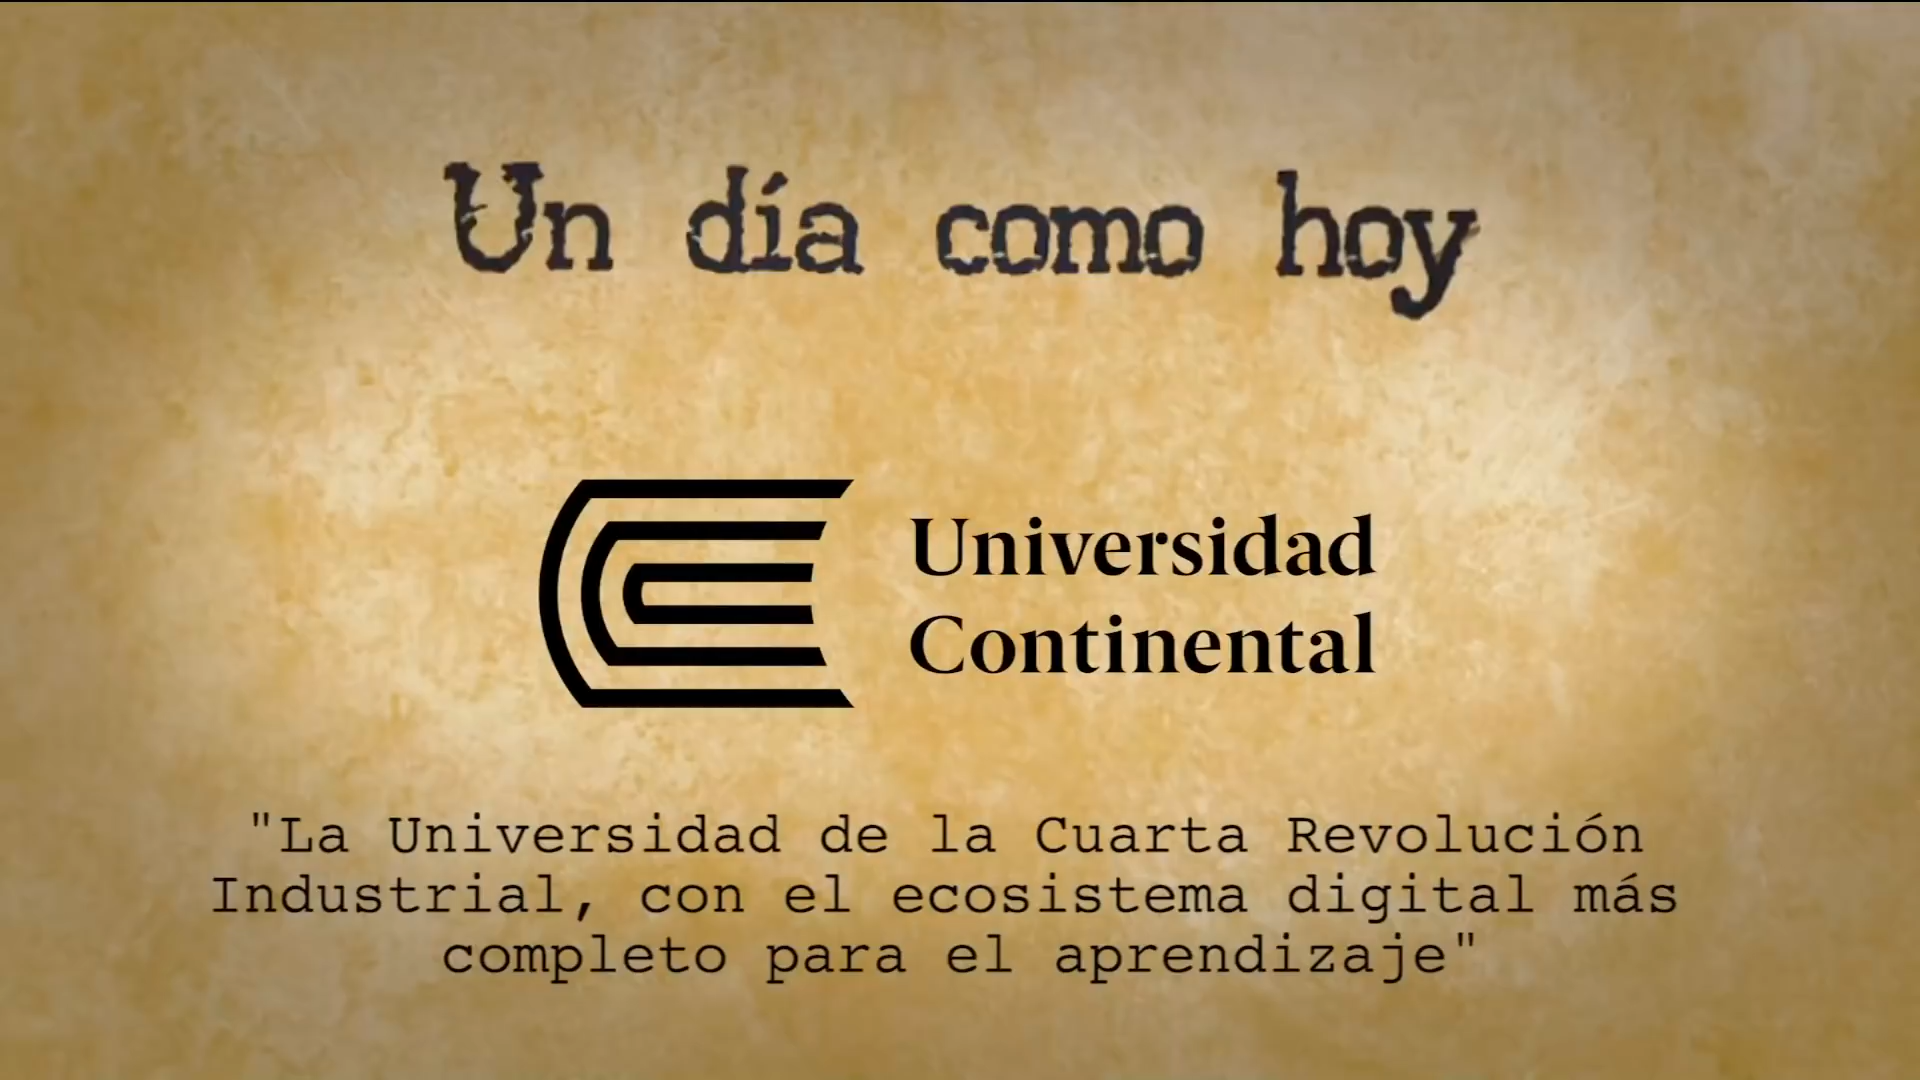 Un día como hoy
Universidad
Continental
"La Universidad de la Cuarta Revolución
Industrial, con el ecosistema digital más
completo para el aprendizaje"